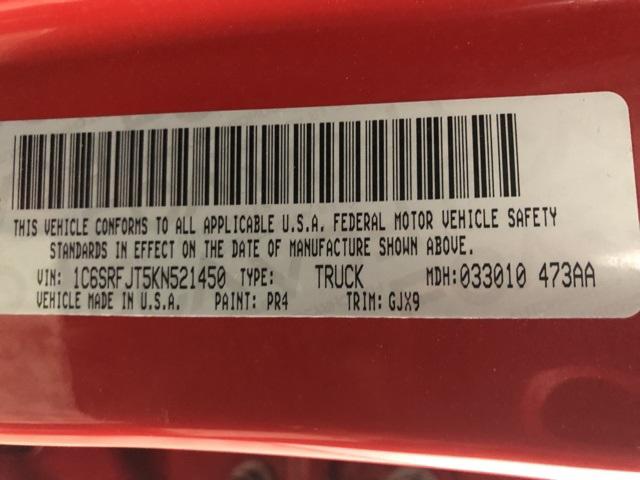 THIS VEHICLE CONFORMS TO ALL APPLICABLE U.S.A. FEDERAL MOTOR VEHICLE SAFETY
STANDARDS IN EFFECT ON THE DATE OF MANUFACTURE SHOWN ABOVE.
VIN: 1C6SRFJT5KN521450 TYPE: TRUCK MDH:033010 473AA
VEHICLE MADE IN U.S.A. PAINT: PR4 TRIM:GJX9